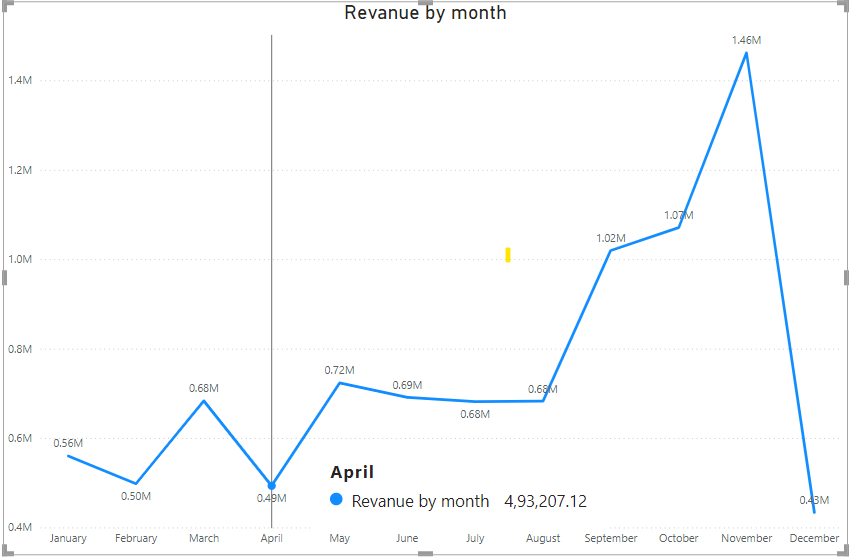 Revanue by month
1.46M
1.4M
1.2M
1.07M
1.02M
1.0M
0.8M
0.72M
0.69M
0.68M
0.68M
0.68M
0.6M
0.56M
0.50M
0.49M
0.43M
April
Revanue by month 4,93,207.12
0.4M
January February March April May June July August September October November December